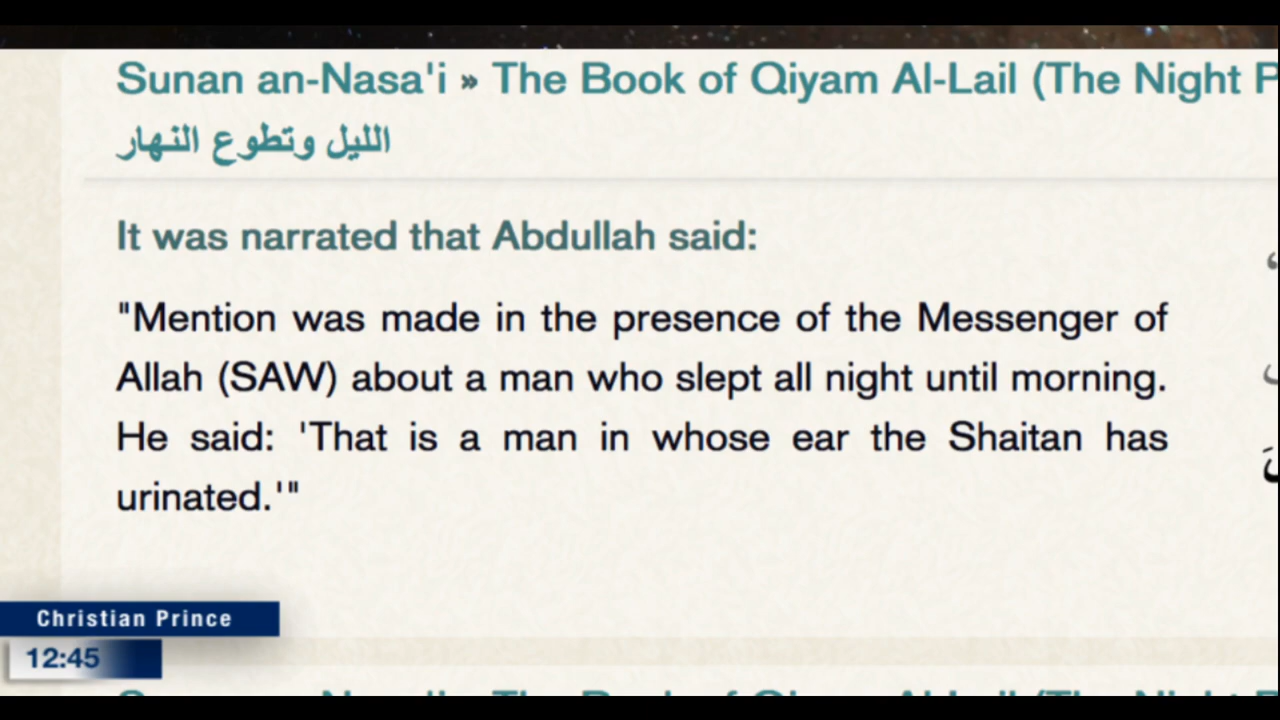 Sunan an-Nasa'i » The Book of Qiyam Al-Lail (The Night
الليل وتطوع النهار
It was narrated that Abdullah said:
"Mention was made in the presence of the Messenger of
Allah (SAW) about a man who slept all night until morning.
He said: 'That is a man in whose ear the Shaitan has
urinated.'"
Christian Prince
12:45